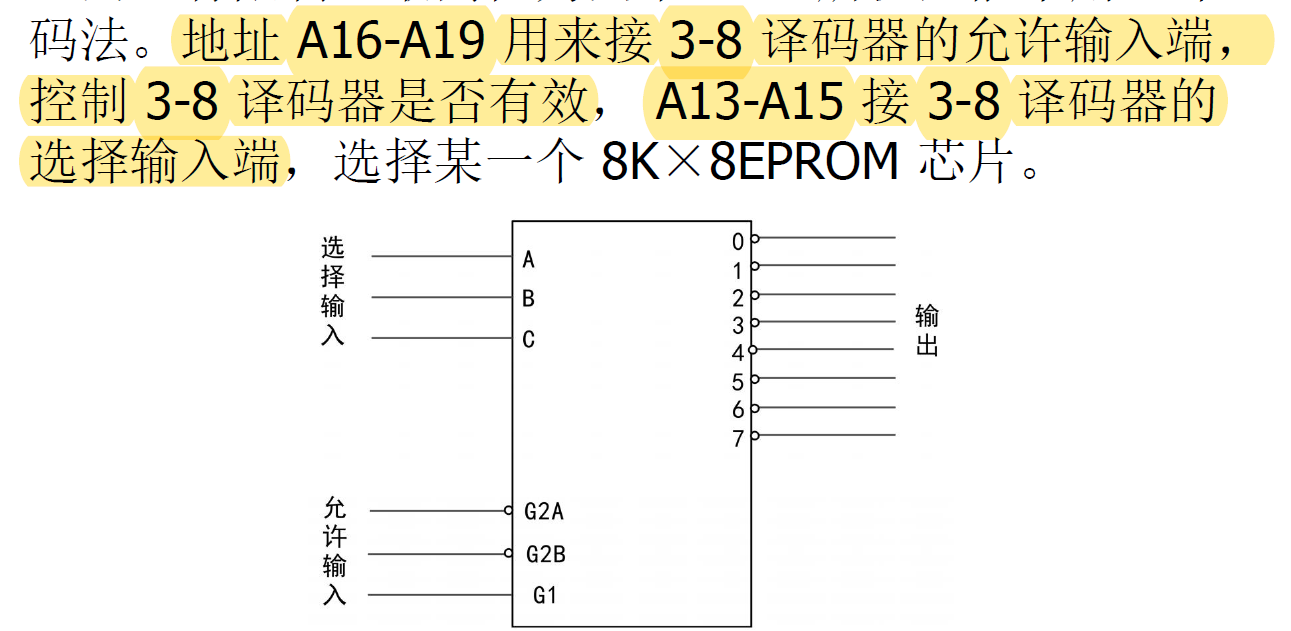 码法。地址 A16-A19 用来接 3-8 译码器的允许输入端，
控制 3-8 译码器是否有效， A13-A15 接 3-8 译码器的
选择输入端，选择某一个 8K×8EPROM 芯片。
选择输入
A
B
C
0
1
2
3
4
5
6
7
输出
允许输入
G2A
G2B
G1